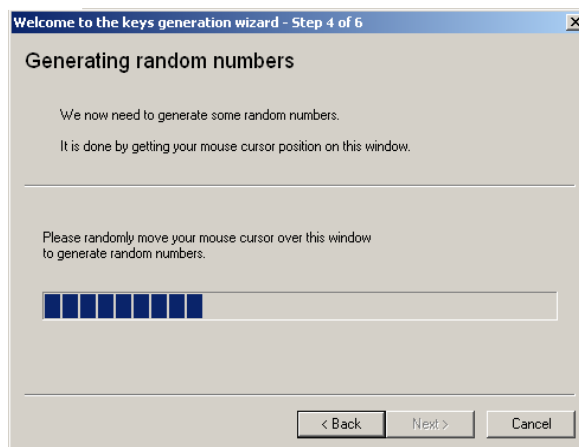 Welcome to the keys generation wizard - Step 4 of 6
Generating random numbers
We now need to generate some random numbers.
It is done by getting your mouse cursor position on this window.
Please randomly move your mouse cursor over this window
to generate random numbers.
< Back
Next >
Cancel